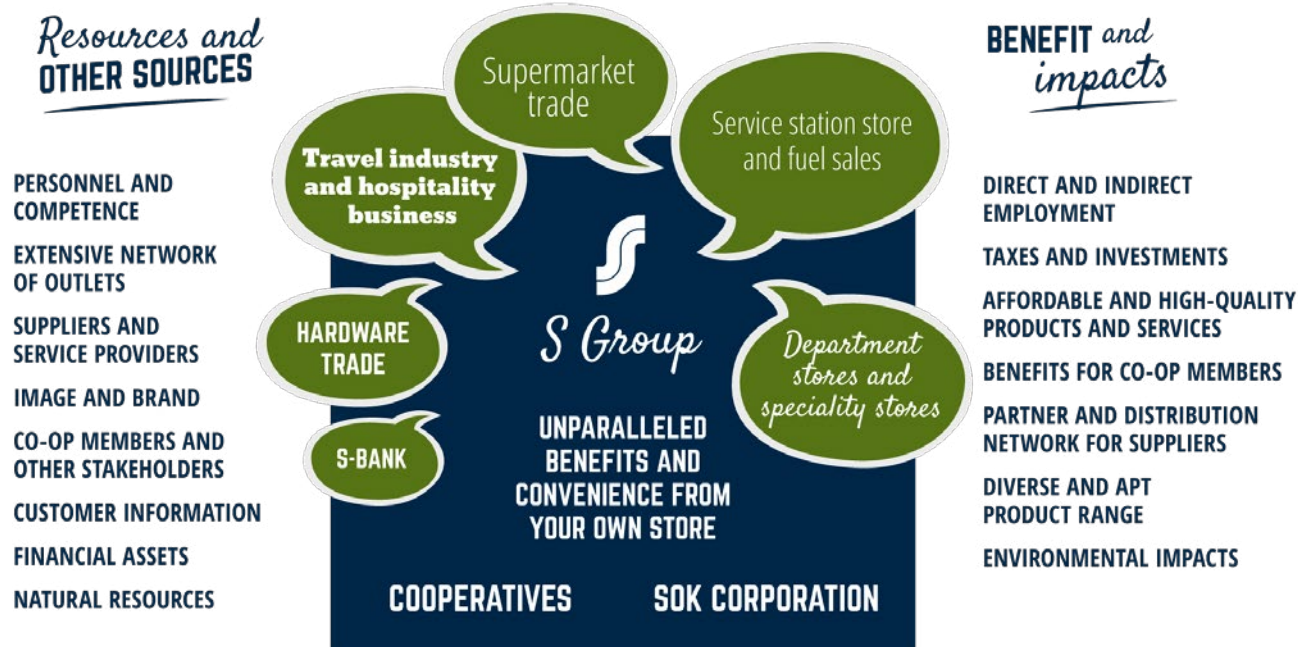 Resources and
OTHER SOURCES
PERSONNEL AND
COMPETENCE
EXTENSIVE NETWORK
OF OUTLETS
SUPPLIERS AND
SERVICE PROVIDERS
IMAGE AND BRAND
CO-OP MEMBERS AND
OTHER STAKEHOLDERS
CUSTOMER INFORMATION
FINANCIAL ASSETS
NATURAL RESOURCES
Supermarket
trade
Travel industry
and hospitality
business
Service station store
and fuel sales
HARDWARE
TRADE
S-BANK
Department
stores and
speciality stores
S Group
UNPARALLELED
BENEFITS AND
CONVENIENCE FROM
YOUR OWN STORE
COOPERATIVES
SOK CORPORATION
BENEFIT and
impacts
DIRECT AND INDIRECT
EMPLOYMENT
TAXES AND INVESTMENTS
AFFORDABLE AND HIGH-QUALITY
PRODUCTS AND SERVICES
BENEFITS FOR CO-OP MEMBERS
PARTNER AND DISTRIBUTION
NETWORK FOR SUPPLIERS
DIVERSE AND APT
PRODUCT RANGE
ENVIRONMENTAL IMPACTS